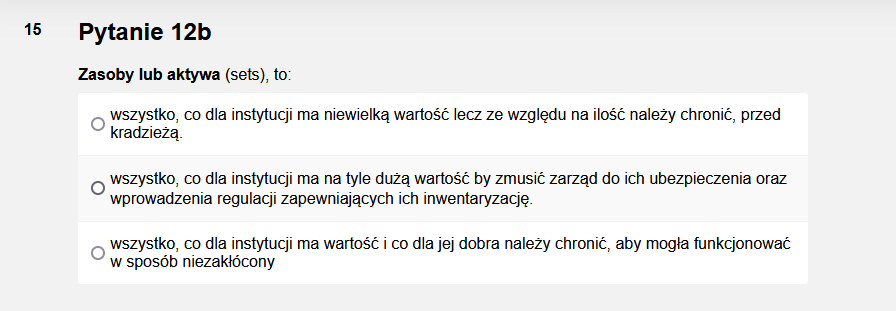 15
Pytanie 12b
Zasoby lub aktywa (sets), to:
wszystko, co dla instytucji ma niewielką wartość lecz ze względu na ilość należy chronić, przed
kradzieżą.
wszystko, co dla instytucji ma na tyle dużą wartość by zmusić zarząd do ich ubezpieczenia oraz
wprowadzenia regulacji zapewniających ich inwentaryzację.
wszystko, co dla instytucji ma wartość i co dla jej dobra należy chronić, aby mogła funkcjonować
w sposób niezakłócony